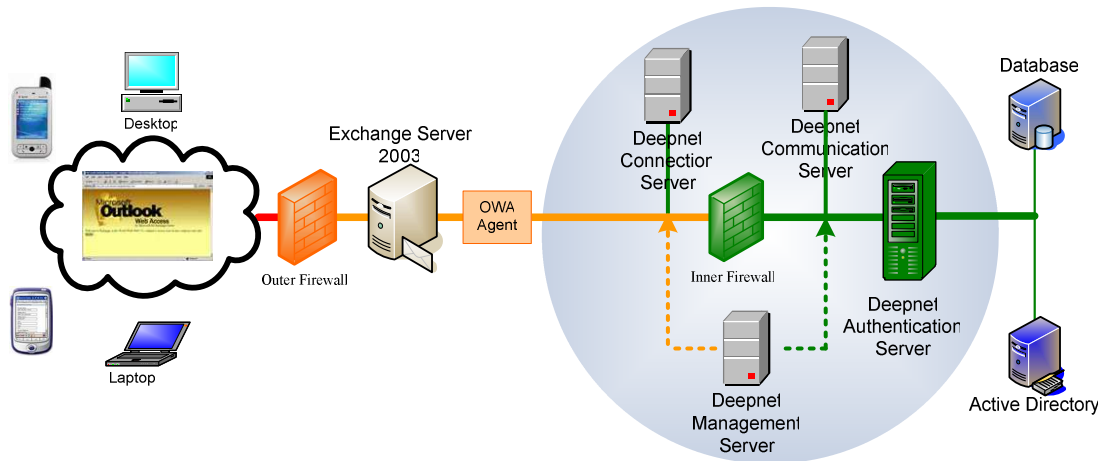 Desktop
Microsoft
Outlook
Web Access
Laptop
Outer Firewall
Exchange Server
2003
OWA
Agent
Deepnet
Connection
Server
Deepnet
Communication
Server
Inner Firewall
Deepnet
Management
Server
Deepnet
Authentication
Server
Database
Active Directory